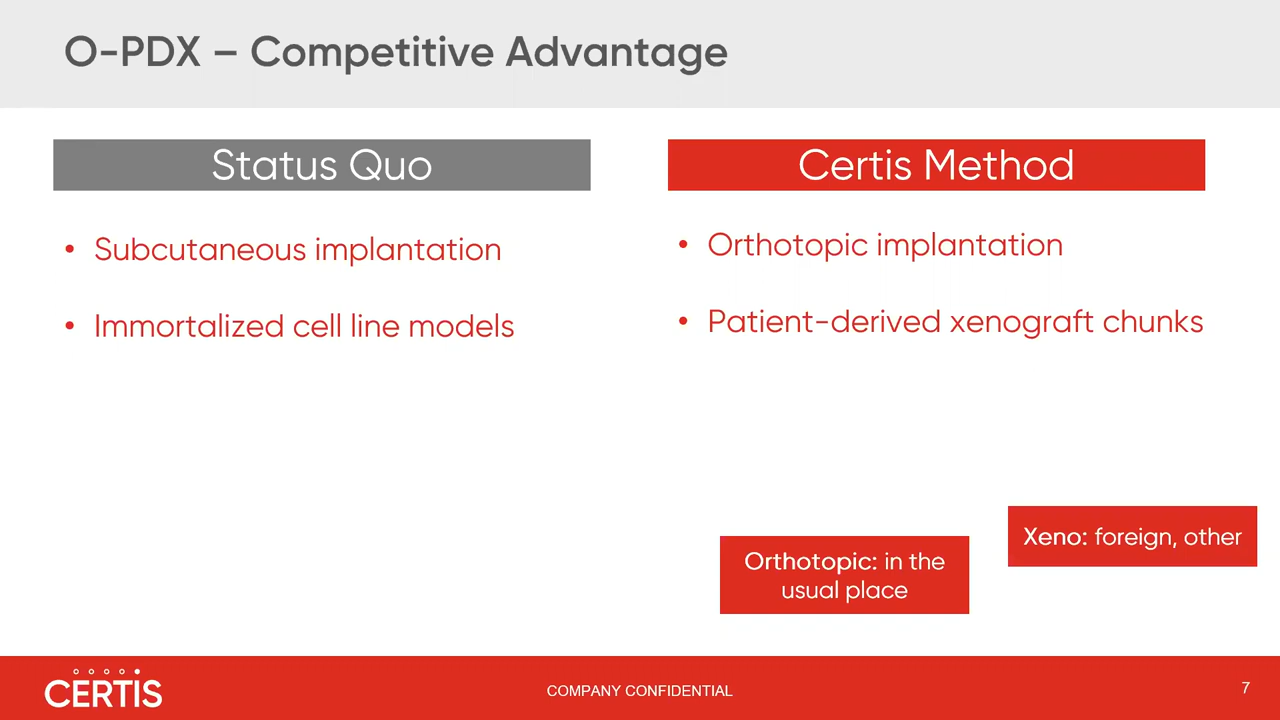 O-PDX – Competitive Advantage
Status Quo
• Subcutaneous implantation
• Immortalized cell line models
Certis Method
• Orthotopic implantation
• Patient-derived xenograft chunks
Orthotopic: in the
usual place
Xeno: foreign, other
CERTIS
COMPANY CONFIDENTIAL
7